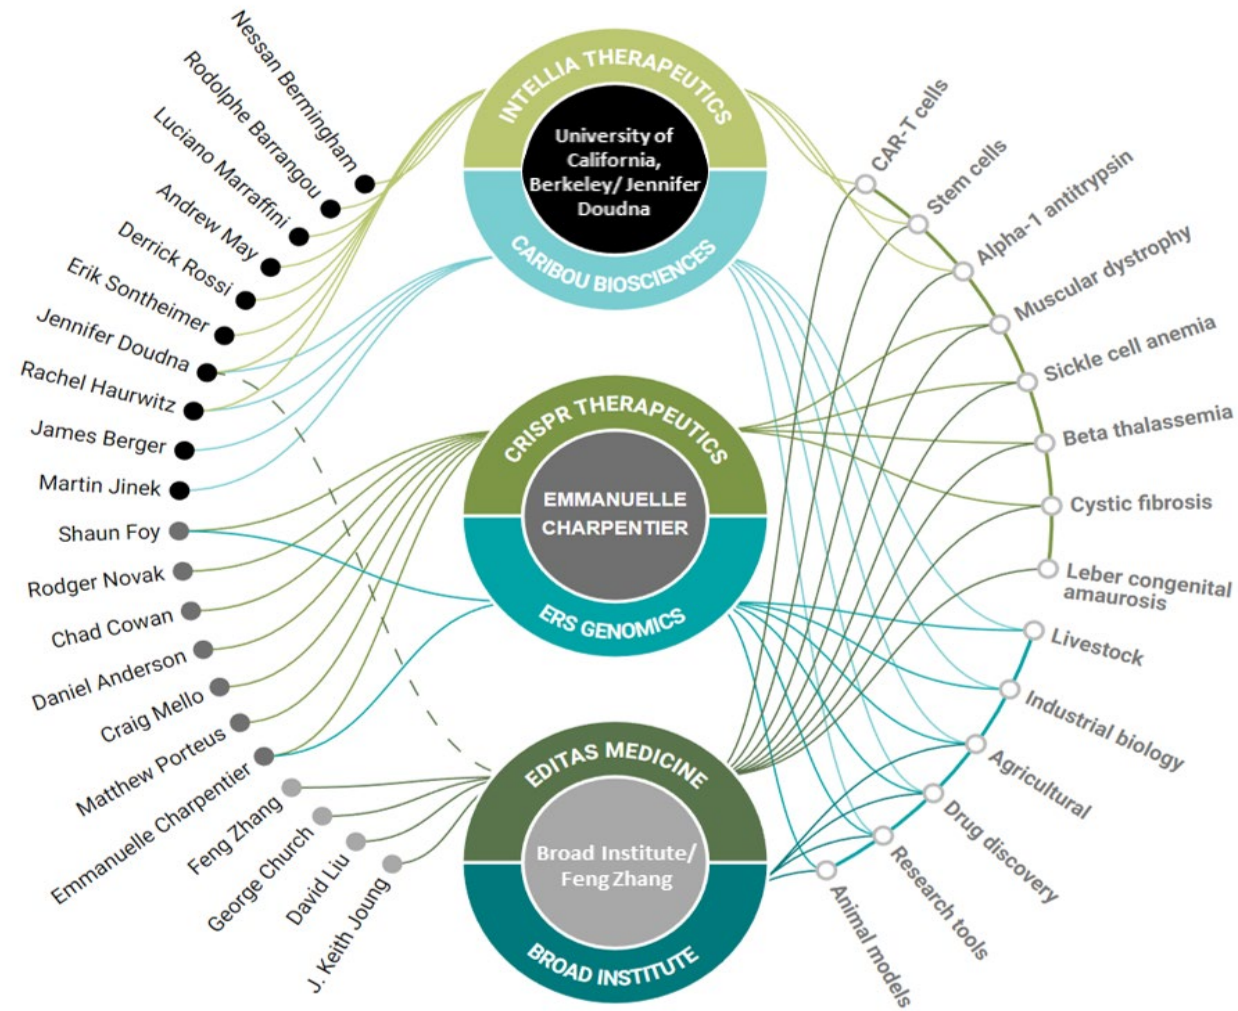 Nessan Bermingham
Rodolphe Barrangou
Luciano Marraffini
Andrew May
Derrick Rossi
Erik Sontheimer
Jennifer Doudna
Rachel Haurwitz
James Berger
Martin Jinek
Shaun Foy
Rodger Novak
Chad Cowan
Daniel Anderson
Craig Mello
Matthew Porteus
Emmanuelle Charpentier
Feng Zhang
George Church
David Liu
J. Keith Joung
INTELLIA THERAPEUTICS
University of
California,
Berkeley/ Jennifer
Doudna
CARIBOU BIOSCIENCES
CRISPR THERAPEUTICS
EMMANUELLE
CHARPENTIER
ERS GENOMICS
EDITAS MEDICINE
Broad Institute/
Feng Zhang
BROAD INSTITUTE
CAR-T cells
Stem cells
Alpha-1 antitrypsin
Muscular dystrophy
Sickle cell anemia
Beta thalassemia
Cystic fibrosis
Leber congenital
amaurosis
Livestock
Industrial biology
Agricultural
Drug discovery
Research tools
Animal models